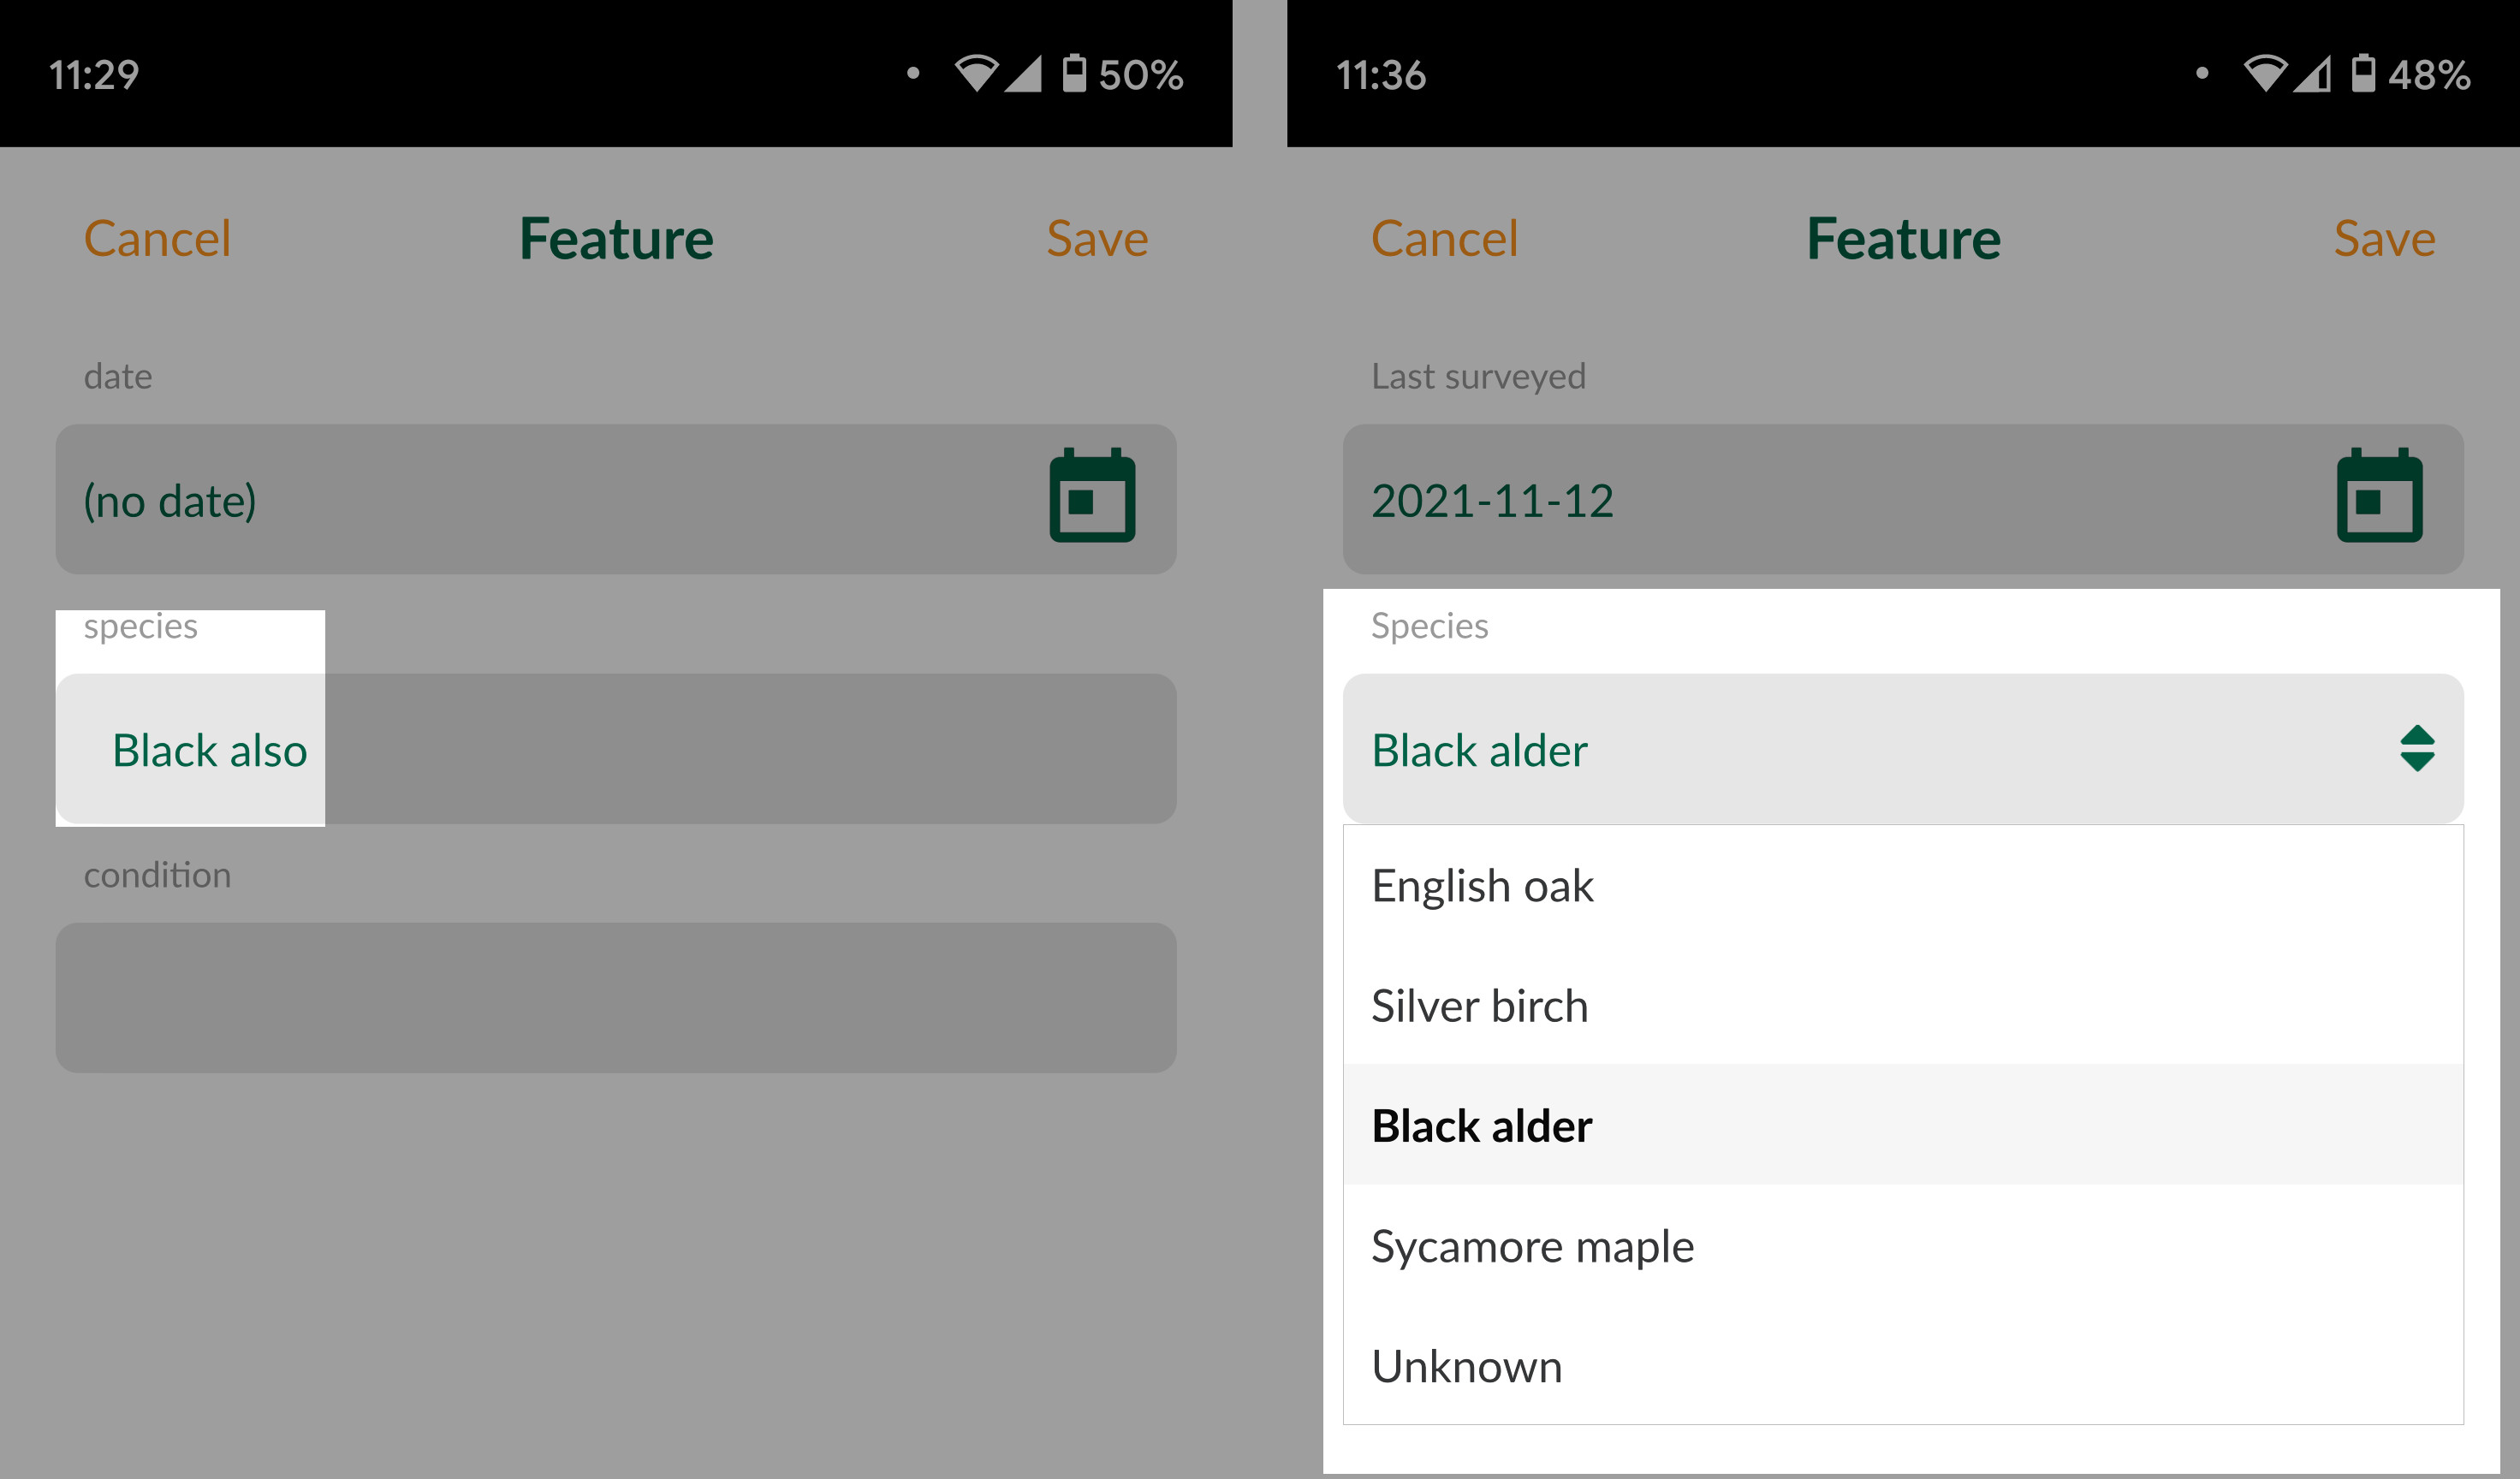 11:29
50%
Cancel Feature Save
date
(no date)
species
Black also
condition
11:36
48%
Cancel Feature Save
Last surveyed
2021-11-12
Species
Black alder
English oak
Silver birch
Black alder
Sycamore maple
Unknown